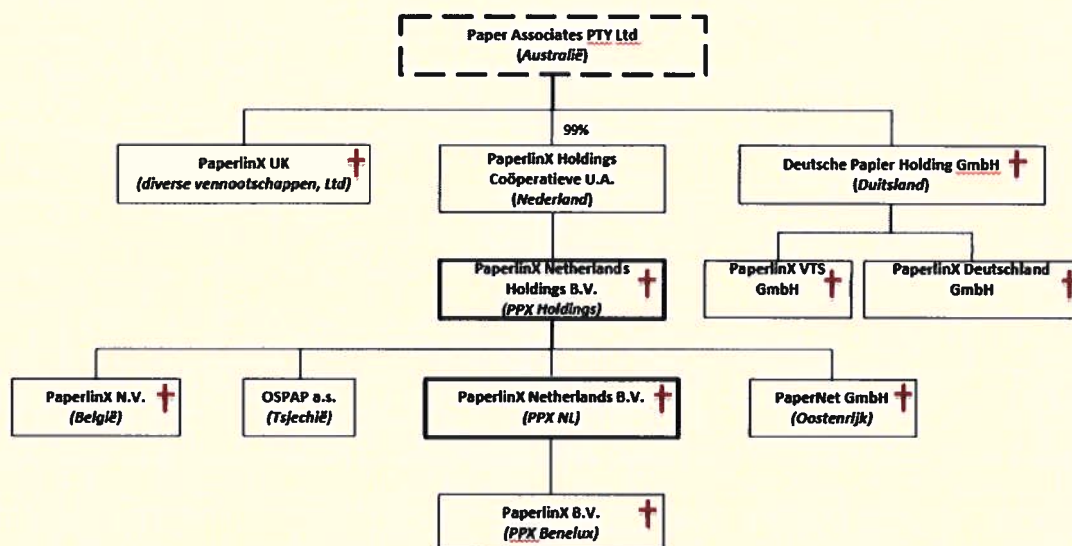 Paper Associates PTY Ltd
(Australië)
99%
PaperlinX UK
(diverse vennootschappen, Ltd)
PaperlinX Holdings
Coöperatieve U.A.
(Nederland)
Deutsche Papier Holding GmbH
(Duitsland)
PaperlinX Netherlands
Holdings B.V.
(PPX Holdings)
PaperlinX VTS
GmbH
PaperlinX Deutschland
GmbH
PaperlinX N.V.
(België)
OSPAP a.s.
(Tsjechië)
PaperlinX Netherlands B.V.
(PPX NL)
PaperNet GmbH
(Oostenrijk)
PaperlinX B.V.
(PPX Benelux)